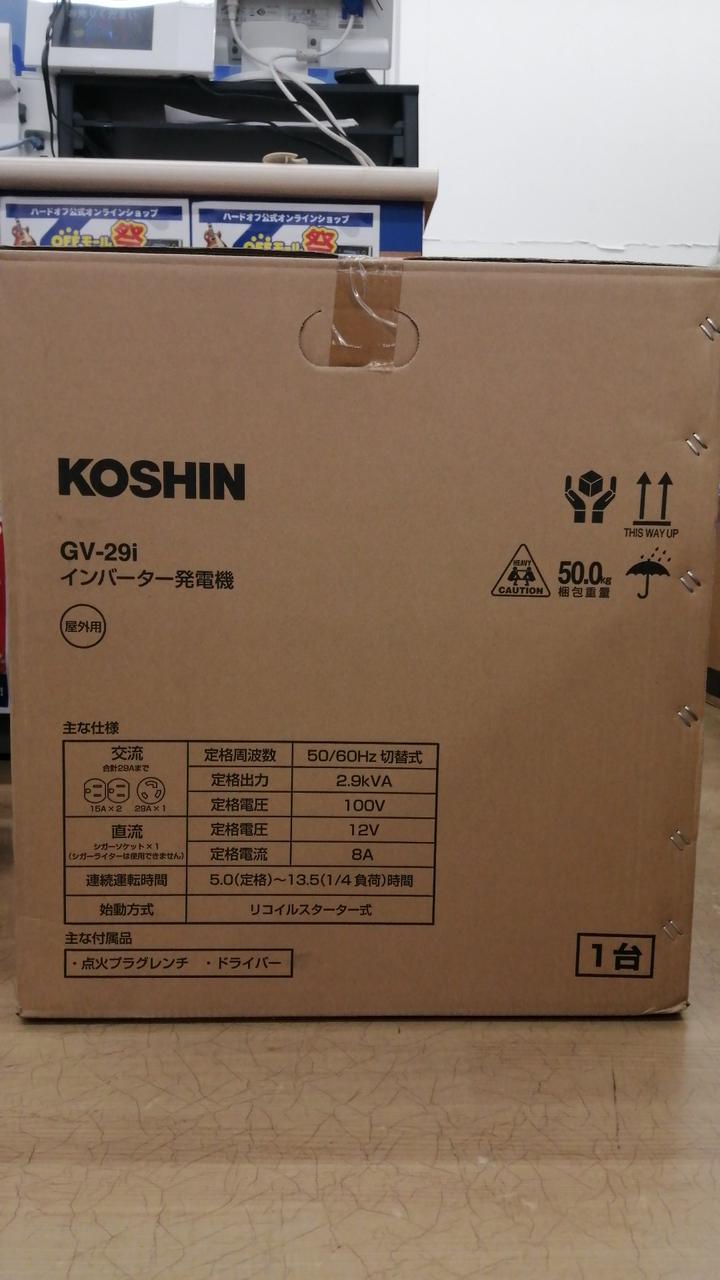 ハードオフ公式オンラインショップ
OFFモール祭
ハードオフ公式オンラインショップ
OFFモール祭
KOSHIN
GV-29i
インバーター発電機
屋外用
THIS WAY UP
HEAVY
CAUTION
50.0kg
梱包重量
主な仕様
交流
合計29Aまで
15A×2 29A×1
定格周波数 50/60Hz 切替式
定格出力 2.9kVA
定格電圧 100V
直流
シガーソケット×1
(シガーライターは使用できません)
定格電圧 12V
定格電流 8A
連続運転時間 5.0(定格)〜13.5(1/4負荷)時間
始動方式 リコイルスターター式
主な付属品
・点火プラグレンチ ・ドライバー
1台